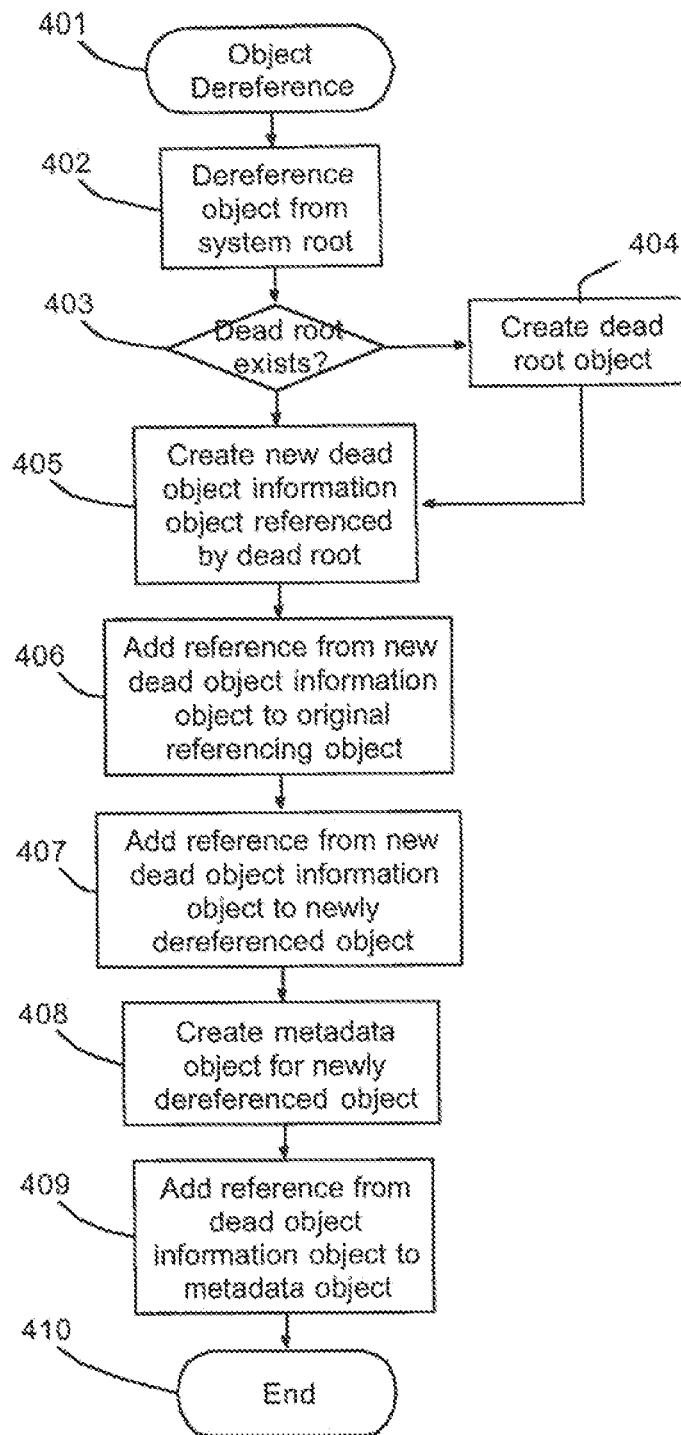 401
Object
Dereference
402
Dereference
object from
system root
403
Dead root
exists?
404
Create dead
root object
405
Create new dead
object information
object referenced
by dead root
406
Add reference from new
dead object information
object to original
referencing object
407
Add reference from new
dead object information
object to newly
dereferenced object
408
Create metadata
object for newly
dereferenced object
409
Add reference from
dead object
information object to
metadata object
410
End